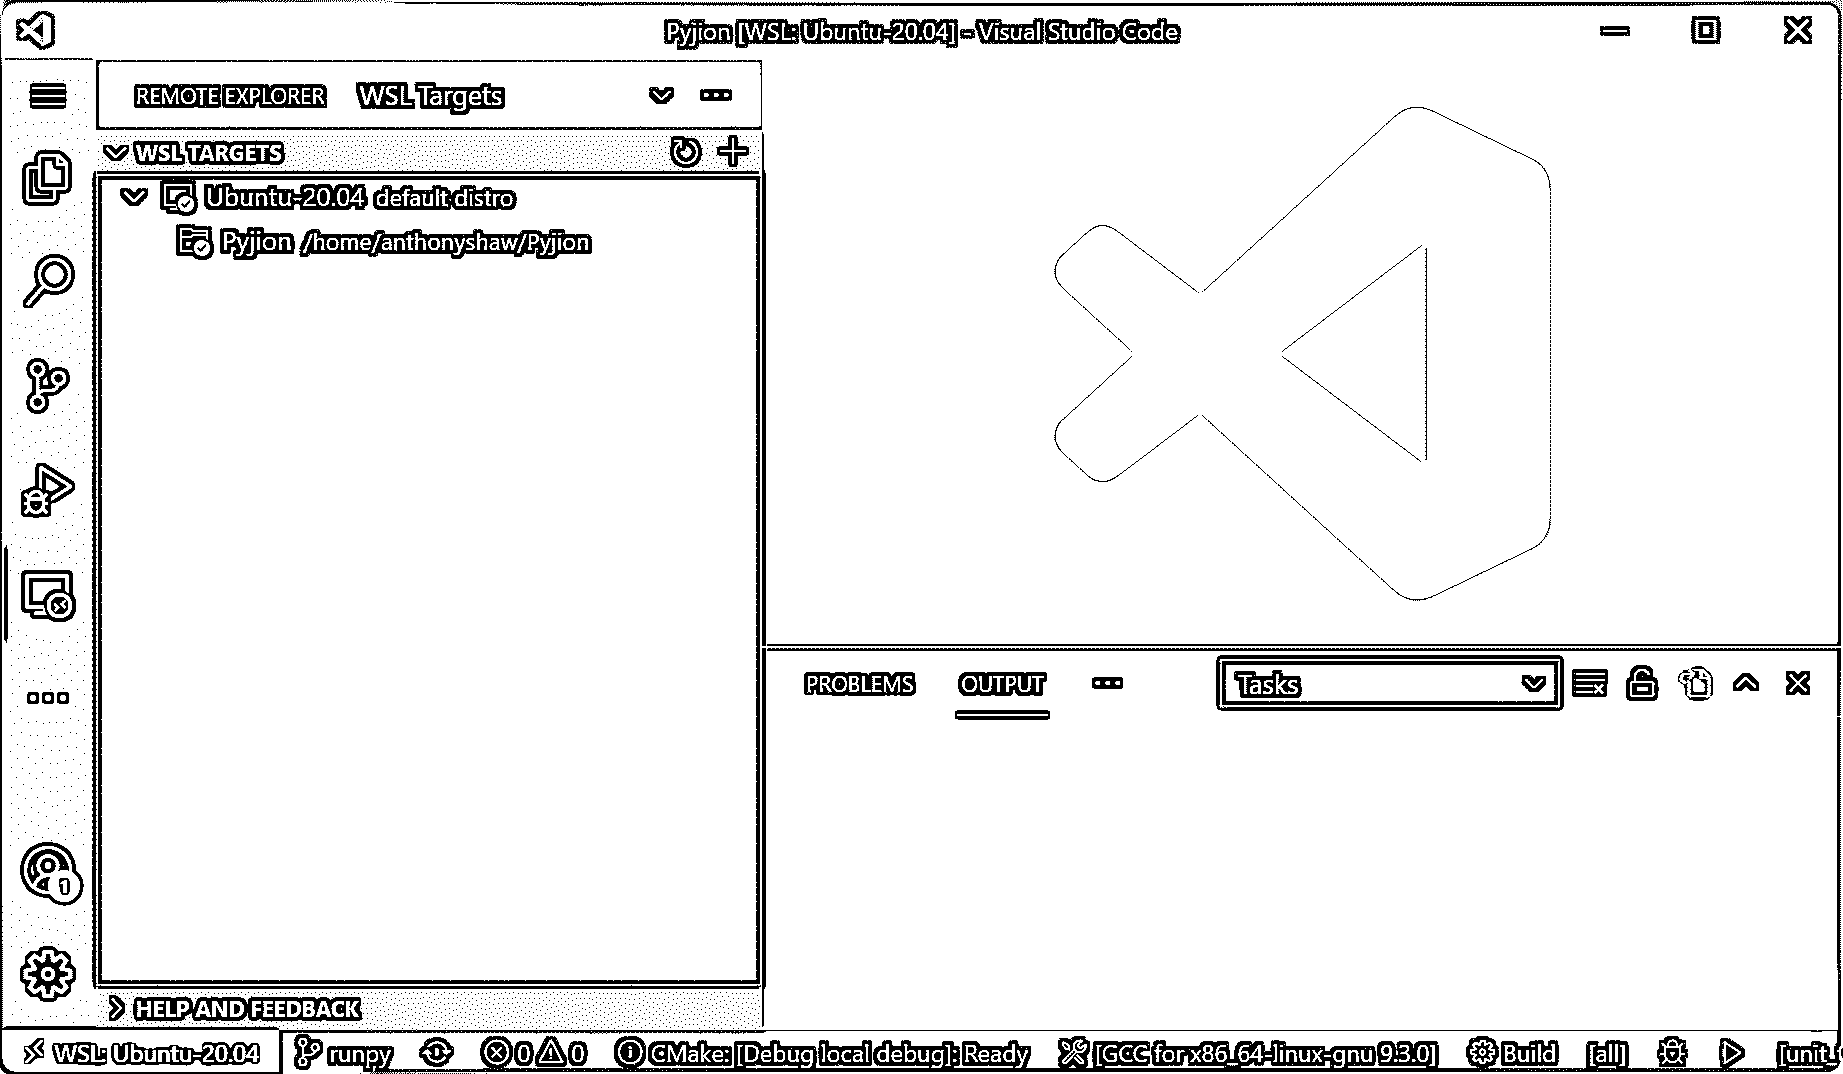 Pyjion [WSL: Ubuntu-20.04] - Visual Studio Code
REMOTE EXPLORER WSL Targets
WSL TARGETS
Ubuntu-20.04 default distro
Pyjion /home/anthonyshaw/Pyjion
PROBLEMS OUTPUT Tasks
1
HELP AND FEEDBACK
WSL: Ubuntu-20.04 runpy 0 0 CMake: [Debug local debug]: Ready [GCC for x86_64-linux-gnu 9.3.0] Build [all] [unit_